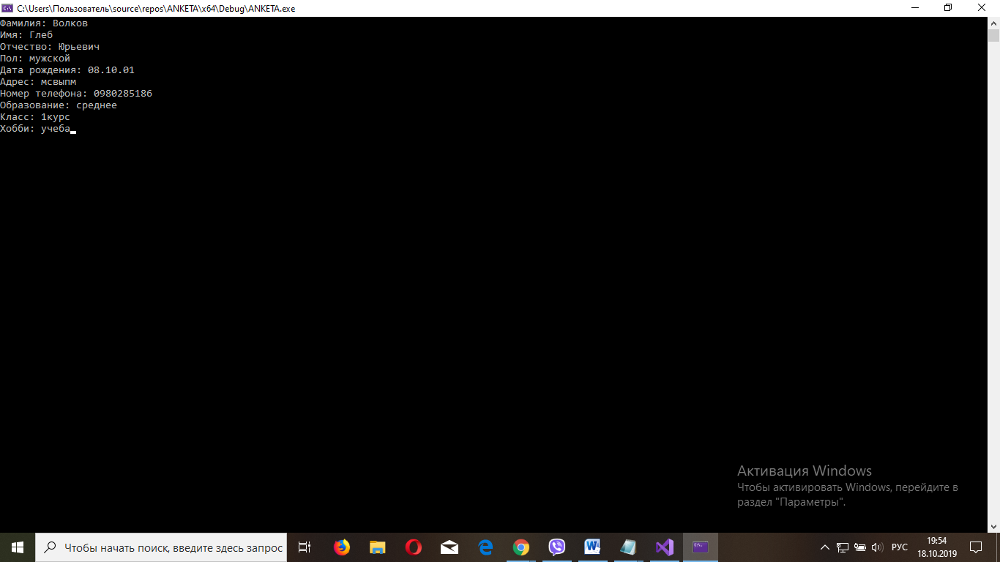 C:\Users\Пользователь\source\repos\ANKETA\x64\Debug\ANKETA.exe
Фамилия: Волков
Имя: Глеб
Отчество: Юрьевич
Пол: мужской
Дата рождения: 08.10.01
Адрес: мсвыпм
Номер телефона: 0980285186
Образование: среднее
Класс: 1курс
Хобби: учеба
Активация Windows
Чтобы активировать Windows, перейдите в
раздел "Параметры".
Чтобы начать поиск, введите здесь запрос
РУС
19:54
18.10.2019